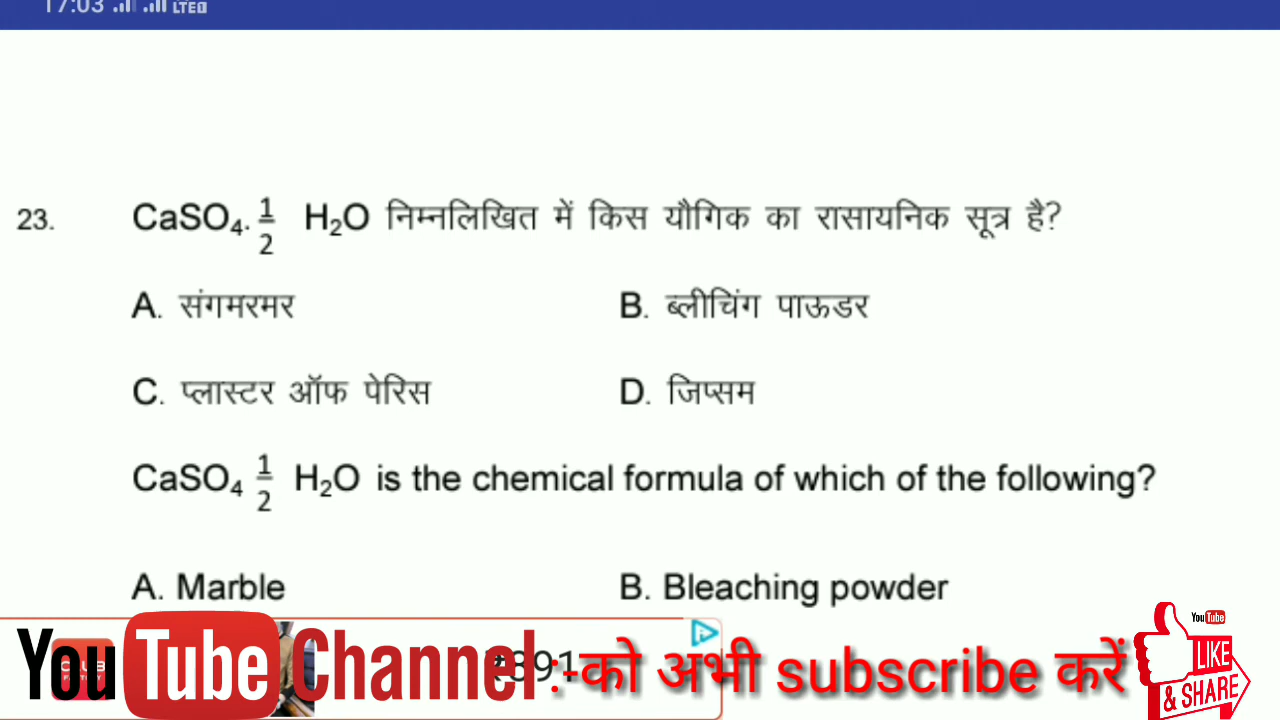 17:03 LTE
23. CaSO₄. 1/2 H₂O निम्नलिखित में किस यौगिक का रासायनिक सूत्र है?
A. संगमरमर B. ब्लीचिंग पाऊडर
C. प्लास्टर ऑफ पेरिस D. जिप्सम
CaSO₄ 1/2 H₂O is the chemical formula of which of the following?
A. Marble B. Bleaching powder
YouTube Channel :-को अभी subscribe करें
YouTube
LIKE
& SHARE